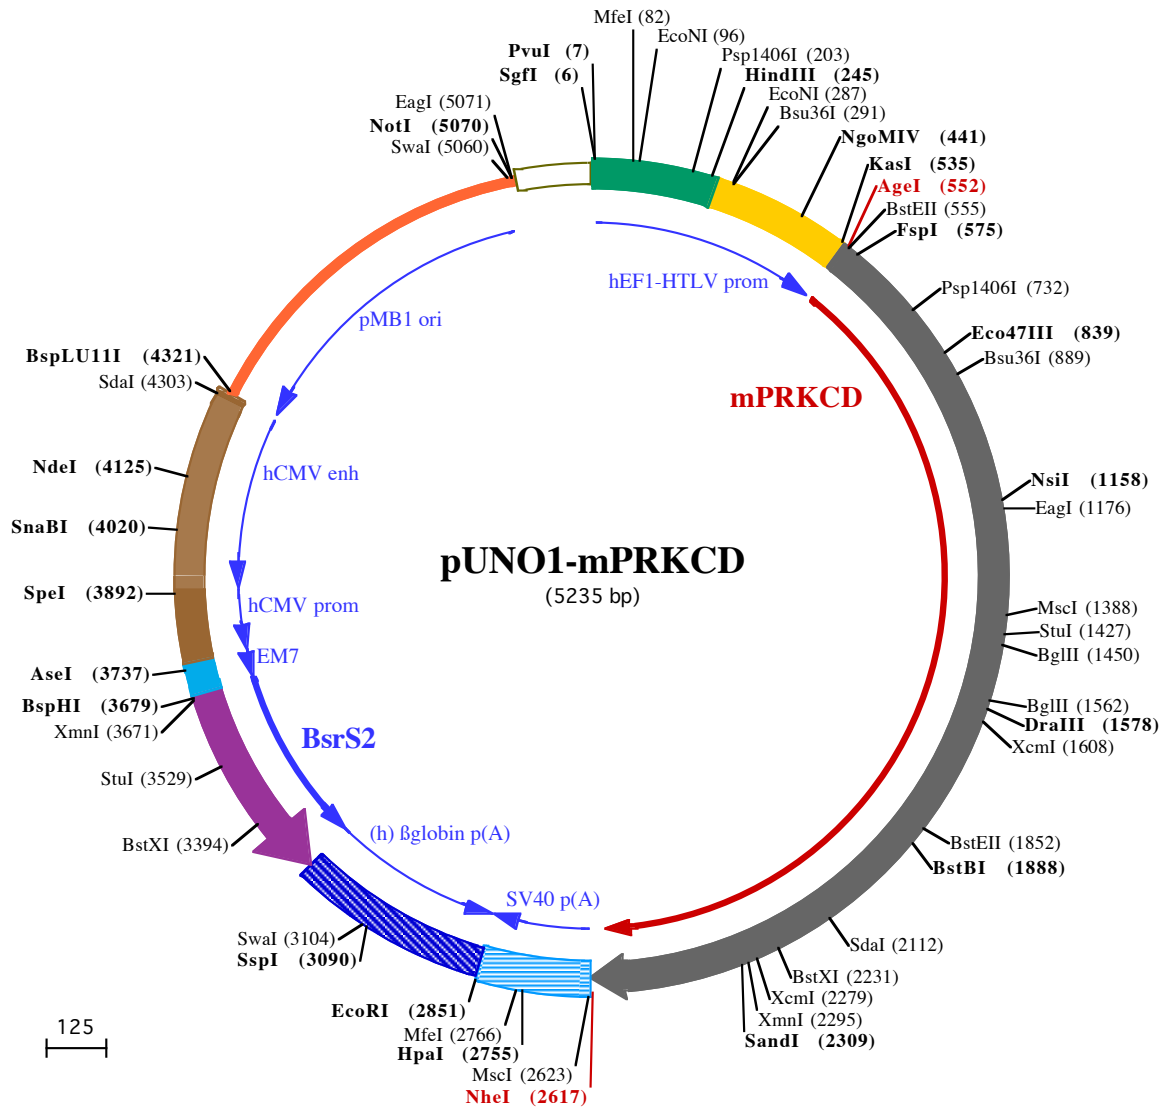 MfeI (82)
EcoNI (96)
PvuI (7)
Psp1406I (203)
SgfI (6)
HindIII (245)
EcoNI (287)
EagI (5071)
Bsu36I (291)
NotI (5070)
NgoMIV (441)
SwaI (5060)
KasI (535)
AgeI (552)
BstEII (555)
FspI (575)
hEF1-HTLV prom
Psp1406I (732)
pMB1 ori
Eco47III (839)
BspLU11I (4321)
Bsu36I (889)
SdaI (4303)
mPRKCD
NdeI (4125)
hCMV enh
NsiI (1158)
EagI (1176)
SnaBI (4020)
pUNO1-mPRKCD
(5235 bp)
SpeI (3892)
hCMV prom
MscI (1388)
StuI (1427)
EM7
BglII (1450)
AseI (3737)
BspHI (3679)
BglII (1562)
DraIII (1578)
XmnI (3671)
BsrS2
XcmI (1608)
StuI (3529)
(h) ßglobin p(A)
BstXI (3394)
BstEII (1852)
BstBI (1888)
SV40 p(A)
SwaI (3104)
SdaI (2112)
SspI (3090)
BstXI (2231)
XcmI (2279)
EcoRI (2851)
XmnI (2295)
125
MfeI (2766)
SandI (2309)
HpaI (2755)
MscI (2623)
NheI (2617)